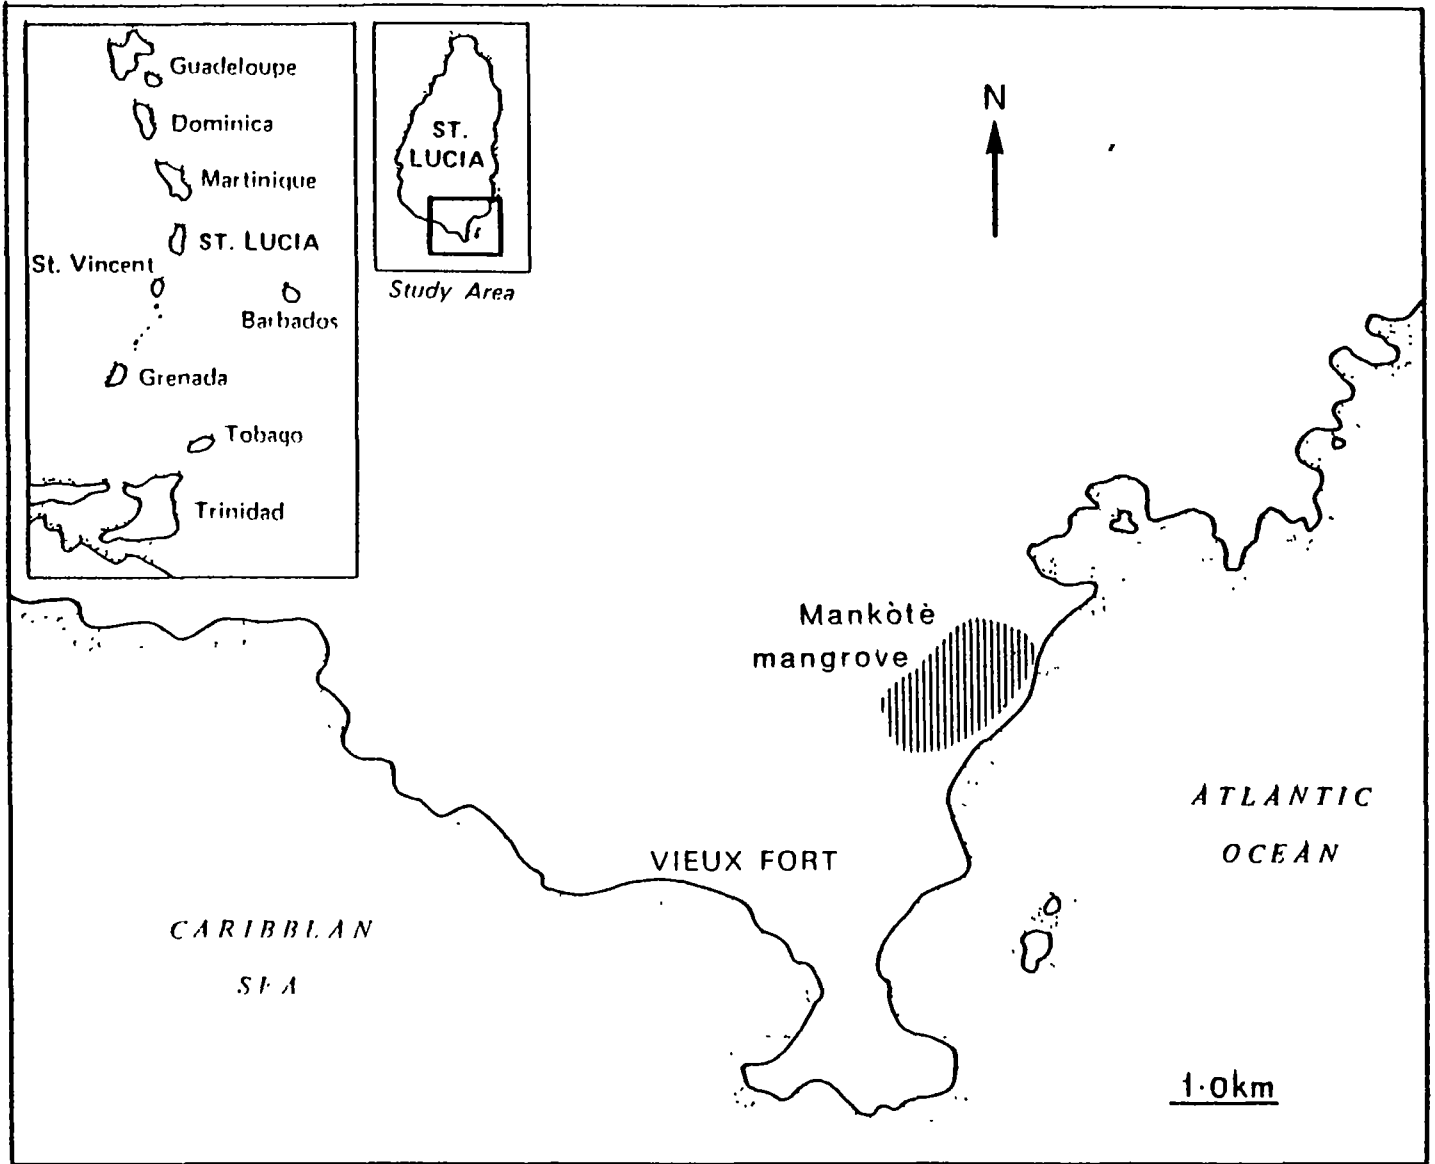 Guadeloupe
Dominica
Martinique
ST. LUCIA
St. Vincent
Barbados
Grenada
Tobago
Trinidad
ST.
LUCIA
Study Area
N
Mankòtè
mangrove
ATLANTIC
OCEAN
VIEUX FORT
CARIBBEAN
SEA
1·0km